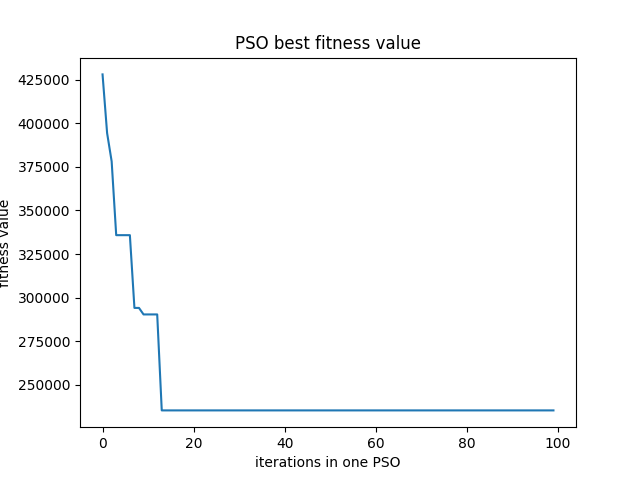 PSO best fitness value
425000
400000
375000
350000
325000
300000
275000
250000
fitness value
0 20 40 60 80 100
iterations in one PSO